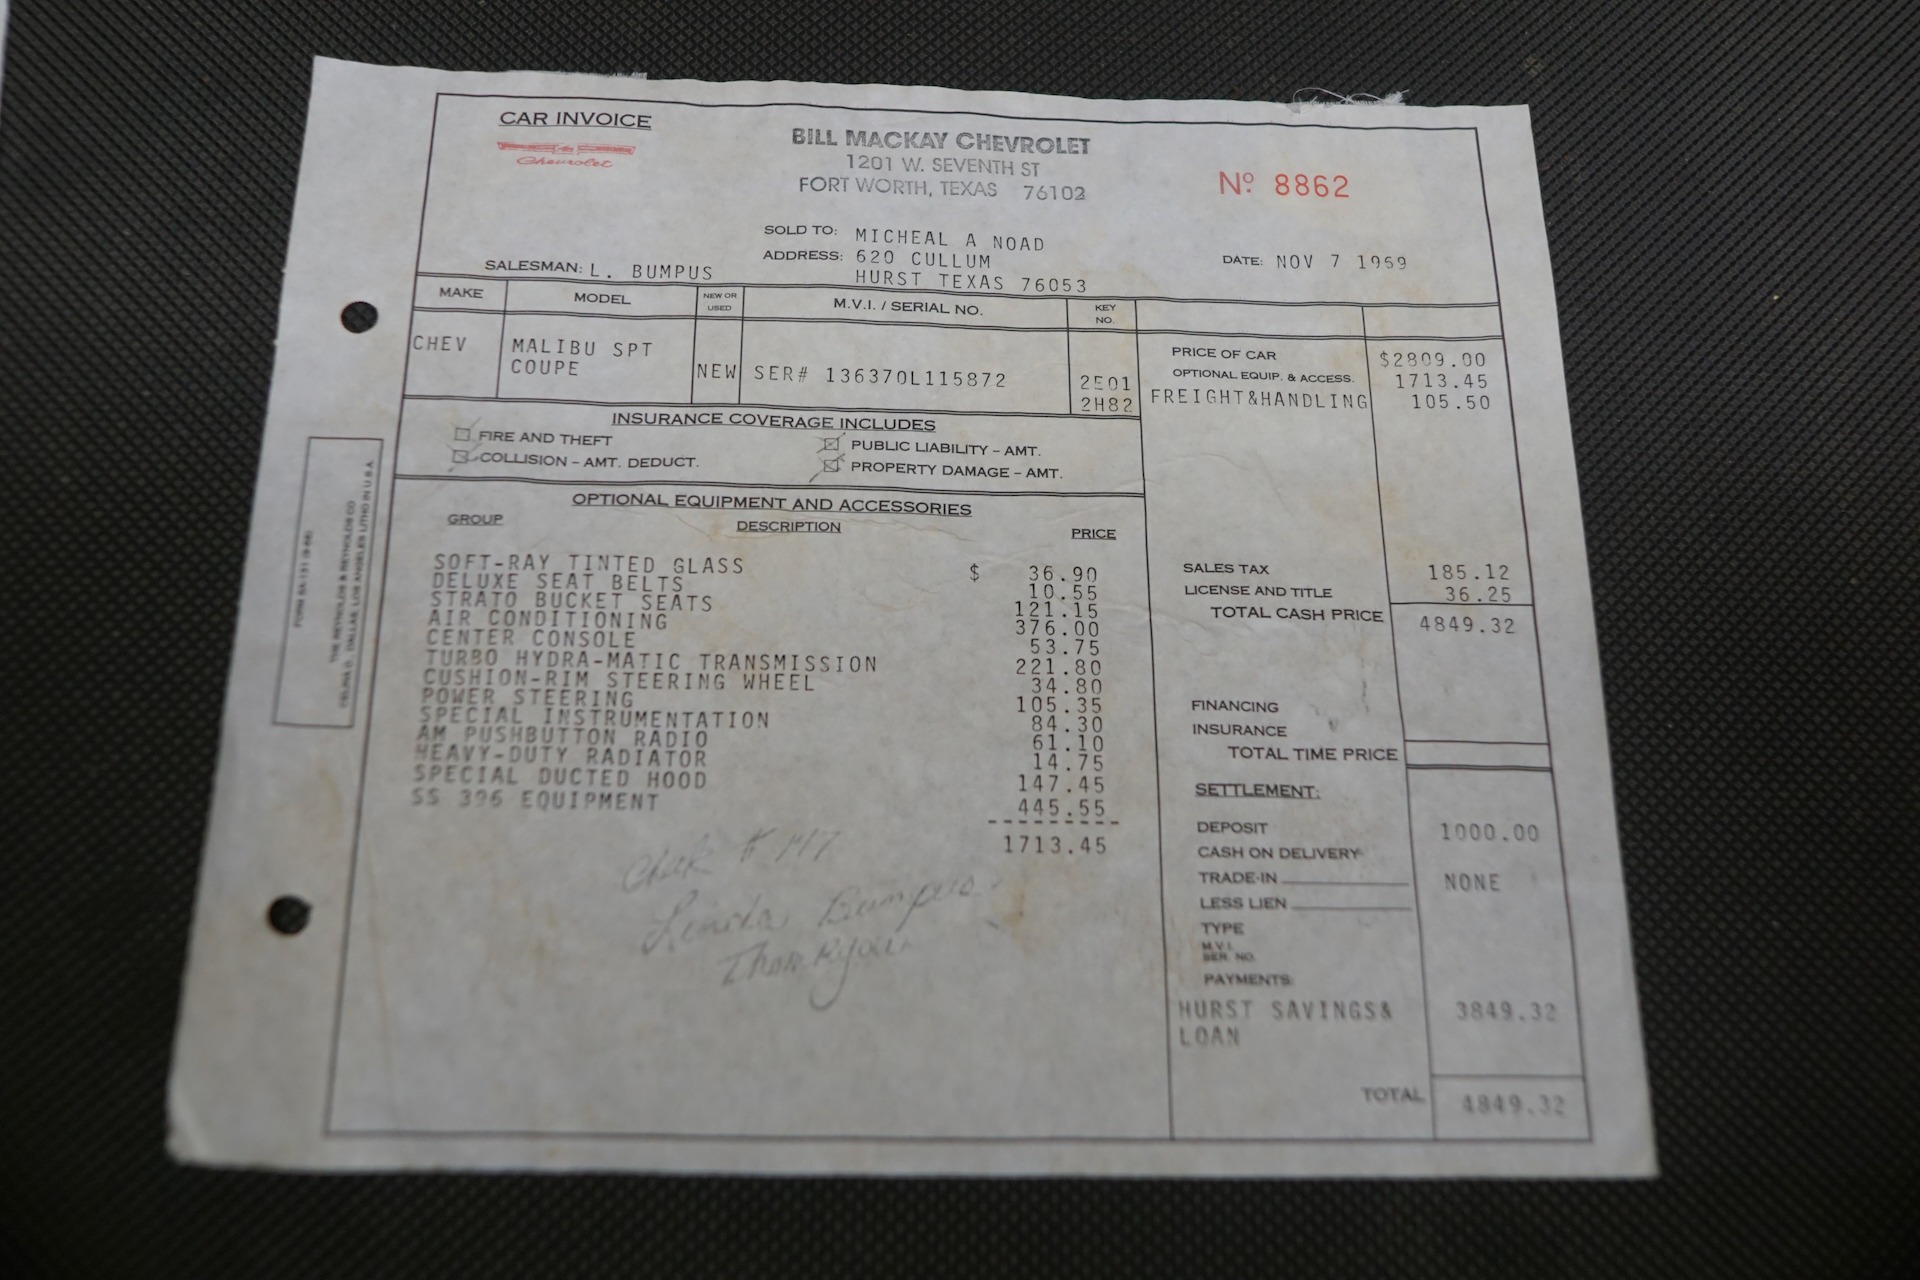 CAR INVOICE
Chevrolet
BILL MACKAY CHEVROLET
1201 W. SEVENTH ST
FORT WORTH, TEXAS 76102
Nº 8862
SOLD TO: MICHEAL A NOAD
ADDRESS: 620 CULLUM
HURST TEXAS 76053
DATE: NOV 7 1969
SALESMAN: L. BUMPUS
MAKE MODEL NEW OR USED M.V.I. / SERIAL NO. KEY NO.
CHEV MALIBU SPT
COUPE NEW SER# 136370L115872 2E01
2H82
PRICE OF CAR $2809.00
OPTIONAL EQUIP. & ACCESS. 1713.45
FREIGHT&HANDLING 105.50
INSURANCE COVERAGE INCLUDES
FIRE AND THEFT PUBLIC LIABILITY – AMT.
COLLISION – AMT. DEDUCT. PROPERTY DAMAGE – AMT.
OPTIONAL EQUIPMENT AND ACCESSORIES
GROUP DESCRIPTION PRICE
SOFT-RAY TINTED GLASS $ 36.90
DELUXE SEAT BELTS 10.55
STRATO BUCKET SEATS 121.15
AIR CONDITIONING 376.00
CENTER CONSOLE 53.75
TURBO HYDRA-MATIC TRANSMISSION 221.80
CUSHION-RIM STEERING WHEEL 34.80
POWER STEERING 105.35
SPECIAL INSTRUMENTATION 84.30
AM PUSHBUTTON RADIO 61.10
HEAVY-DUTY RADIATOR 14.75
SPECIAL DUCTED HOOD 147.45
SS 396 EQUIPMENT 445.55
1713.45
Linda Bumpus
Thank you
SALES TAX 185.12
LICENSE AND TITLE 36.25
TOTAL CASH PRICE 4849.32
FINANCING
INSURANCE
TOTAL TIME PRICE
SETTLEMENT:
DEPOSIT 1000.00
CASH ON DELIVERY
TRADE-IN NONE
LESS LIEN
TYPE
M.V.I.
SER. NO.
PAYMENTS:
HURST SAVINGS& 3849.32
LOAN
TOTAL 4849.32
THE REYNOLDS & REYNOLDS CO
DALLAS, LOS ANGELES LITHO IN U.S.A.